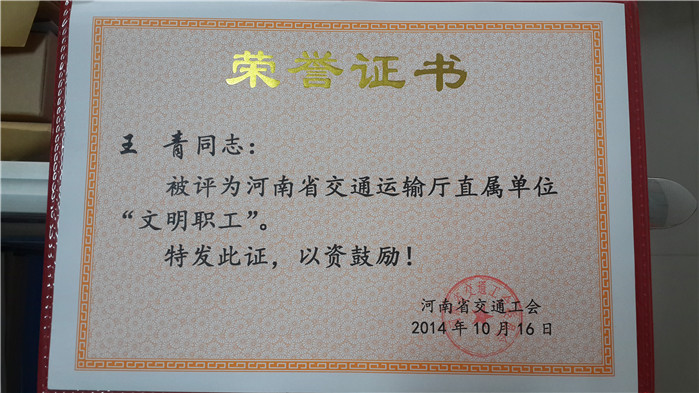 荣誉证书
王 青同志：
被评为河南省交通运输厅直属单位
“文明职工”。
特发此证，以资鼓励！
河南省交通工会
2014年10月16日